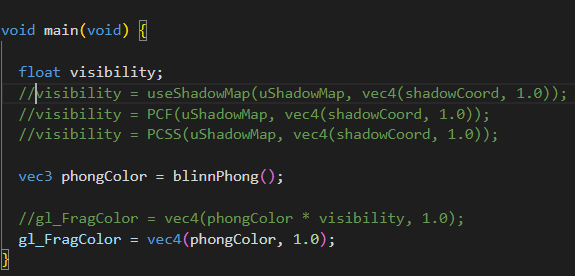 void main(void) {
float visibility;
//visibility = useShadowMap(uShadowMap, vec4(shadowCoord, 1.0));
//visibility = PCF(uShadowMap, vec4(shadowCoord, 1.0));
//visibility = PCSS(uShadowMap, vec4(shadowCoord, 1.0));
vec3 phongColor = blinnPhong();
//gl_FragColor = vec4(phongColor * visibility, 1.0);
gl_FragColor = vec4(phongColor, 1.0);
}